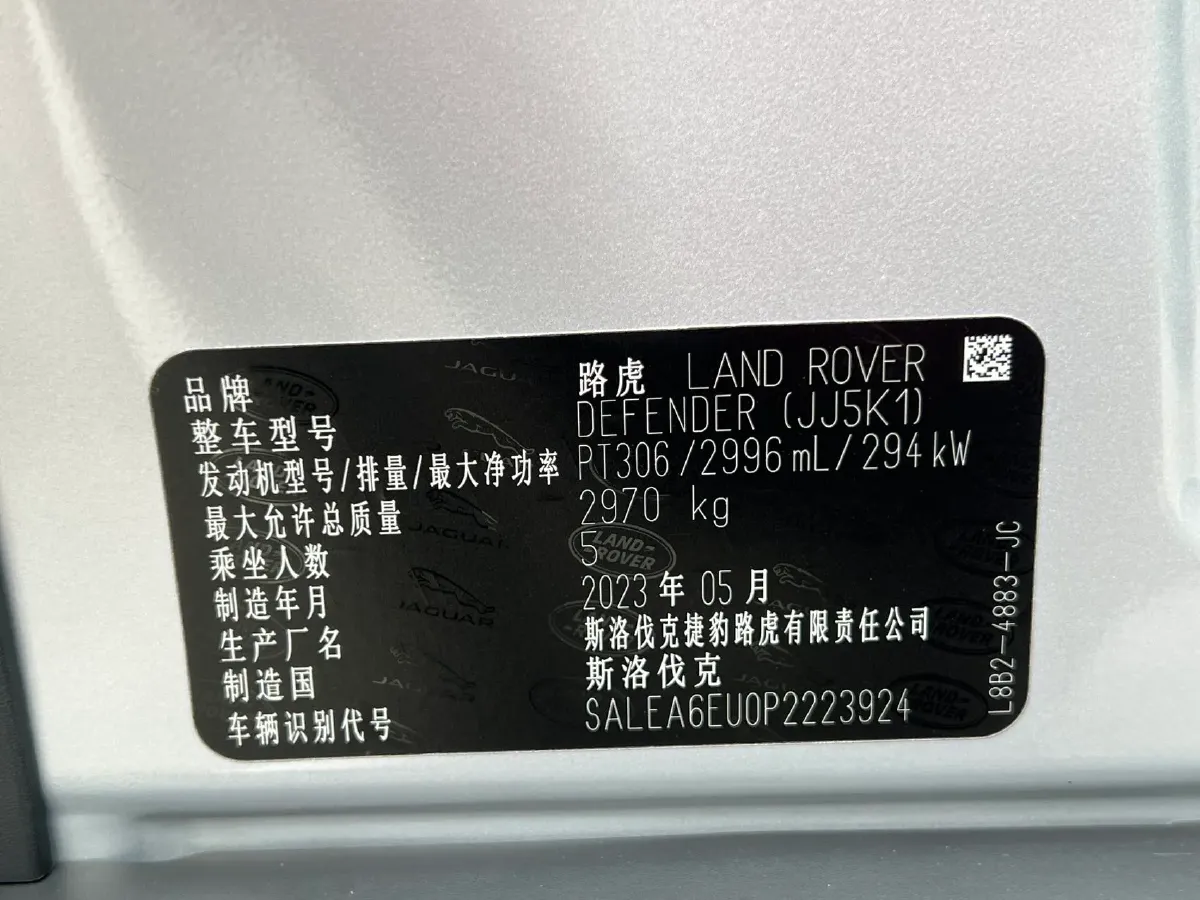 品牌 路虎 LAND ROVER
整车型号 DEFENDER (JJ5K1)
发动机型号/排量/最大净功率 PT306/2996mL/294kW
最大允许总质量 2970 kg
乘坐人数 5
制造年月 2023年05月
生产厂名 斯洛伐克捷豹路虎有限责任公司
制造国 斯洛伐克
车辆识别代号 SALEA6EU0P2223924
L8B2-4883-JC
JAGUAR
LAND-ROVER